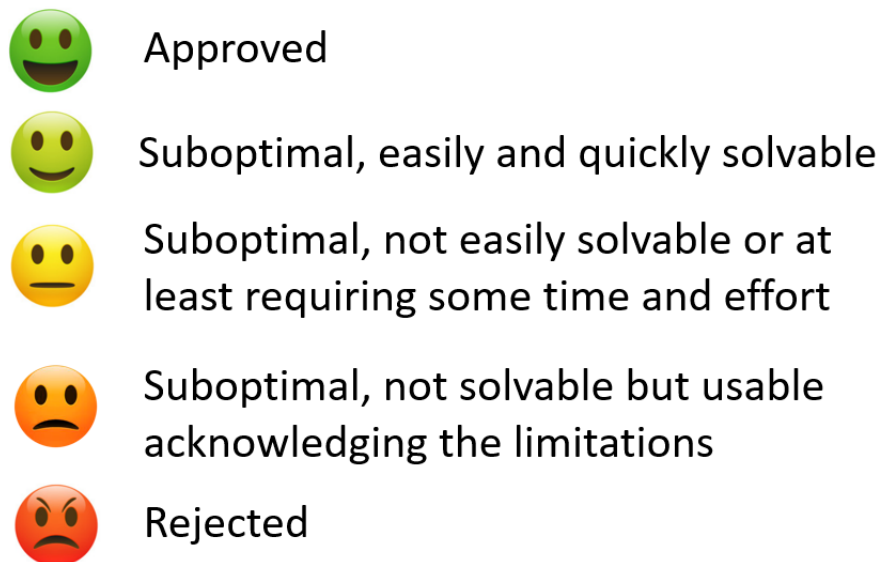 Approved
Suboptimal, easily and quickly solvable
Suboptimal, not easily solvable or at
least requiring some time and effort
Suboptimal, not solvable but usable
acknowledging the limitations
Rejected